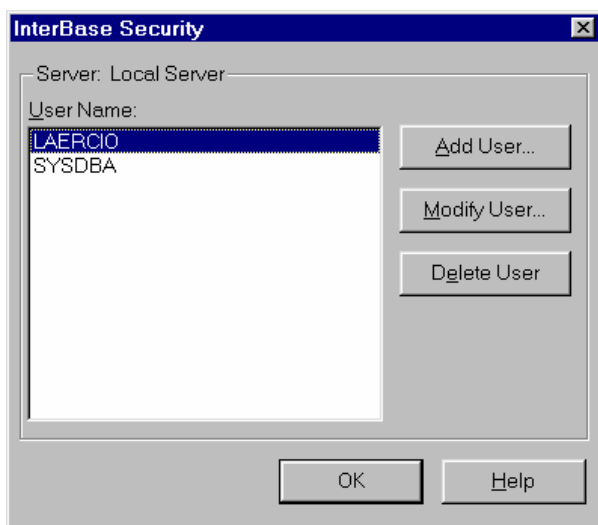 InterBase Security
Server: Local Server
User Name:
LAERCIO
SYSDBA
Add User...
Modify User...
Delete User
OK
Help